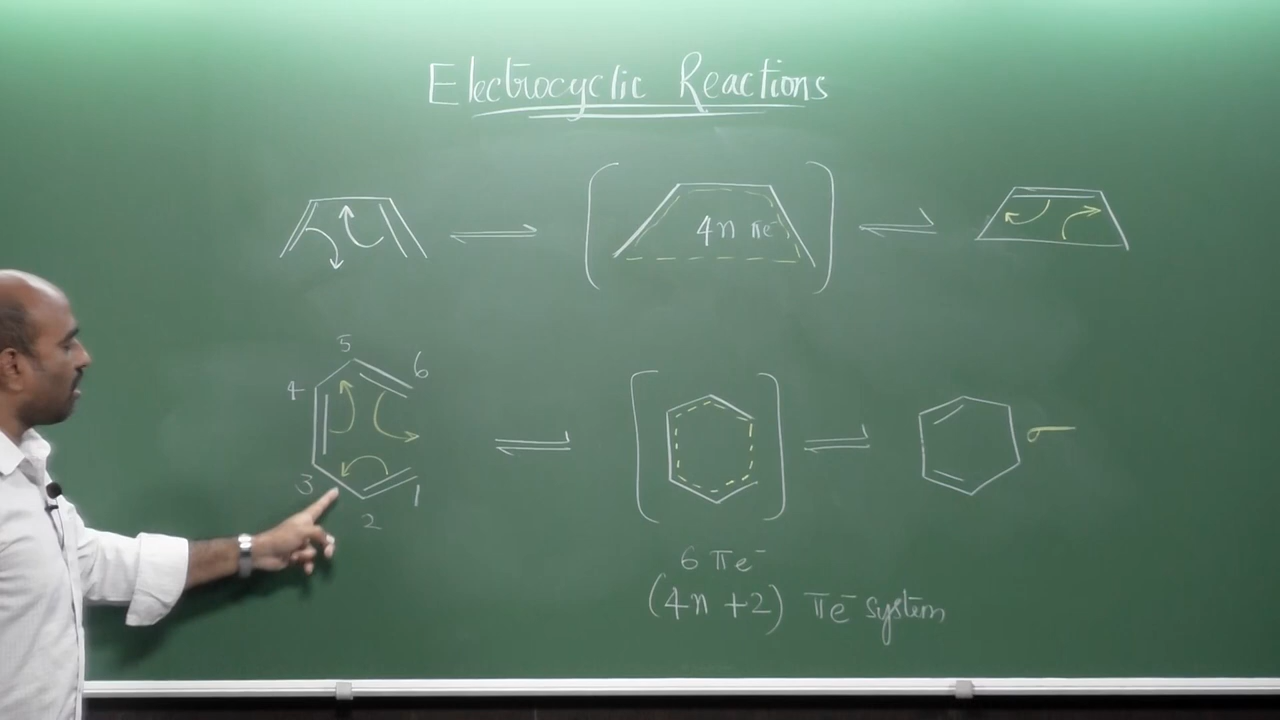 Electrocyclic Reactions
4n πe⁻
5
6
4
3
1
2
σ
6 πe⁻
(4n +2) πe⁻ system